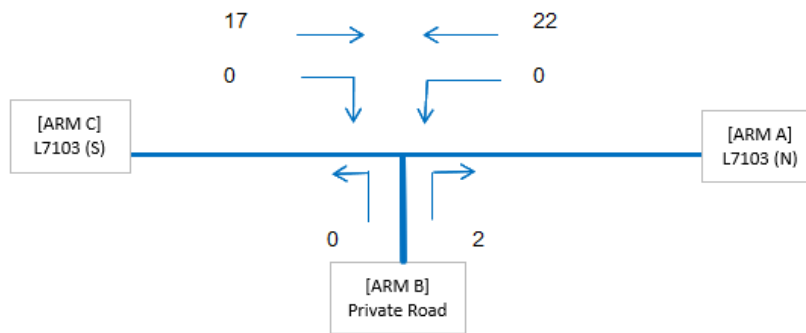 17
22
0
0
[ARM C]
L7103 (S)
[ARM A]
L7103 (N)
0
2
[ARM B]
Private Road